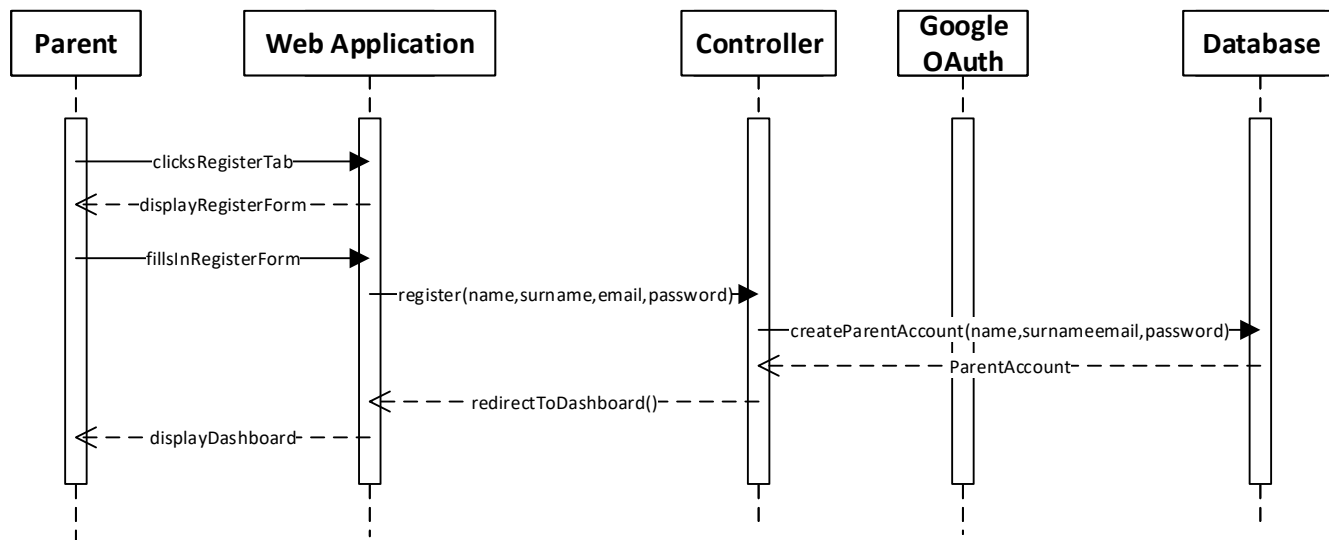 Parent
Web Application
Controller
Google
OAuth
Database
clicksRegisterTab
displayRegisterForm
fillsInRegisterForm
register(name,surname,email,password)
createParentAccount(name,surnameemail,password)
ParentAccount
redirectToDashboard()
displayDashboard